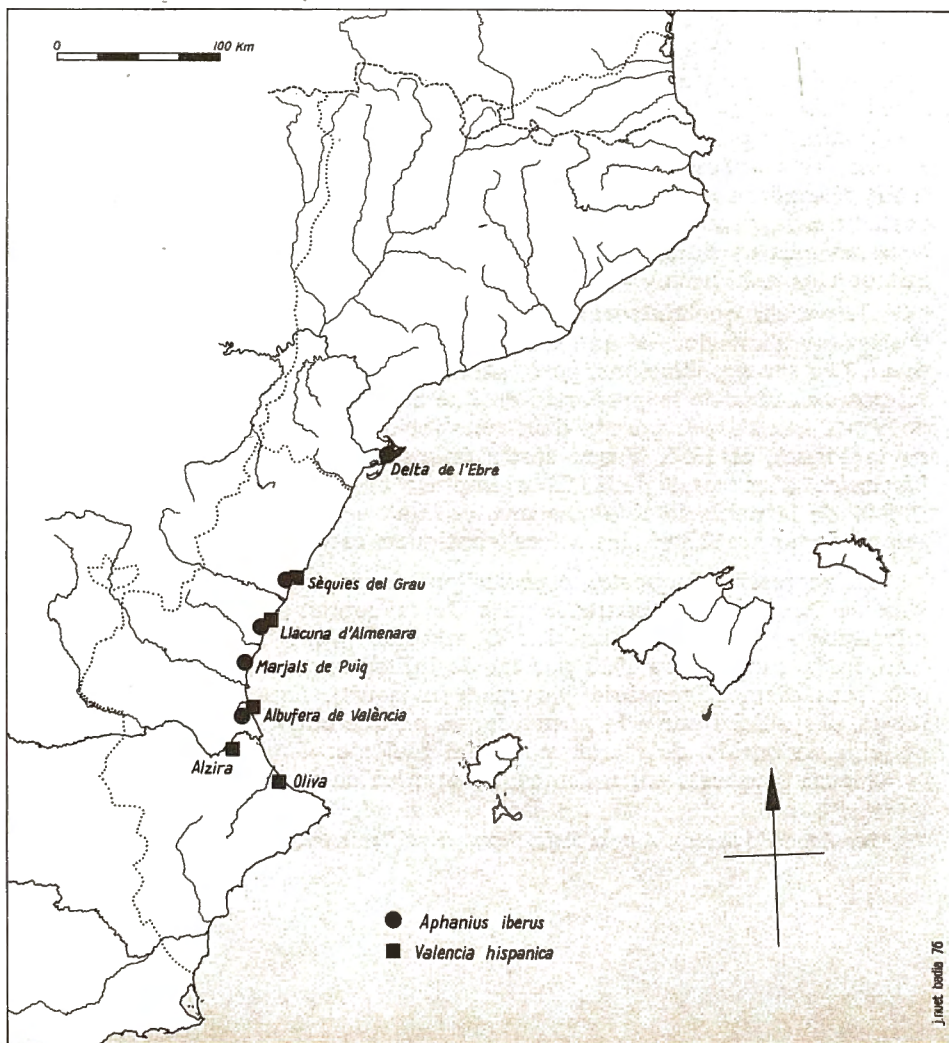 0 100 Km
Delta de l'Ebre
Sèquies del Grau
Llacuna d'Almenara
Marjals de Puig
Albufera de València
Alzira
Oliva
Aphanius iberus
Valencia hispanica
j. nuet badia 76